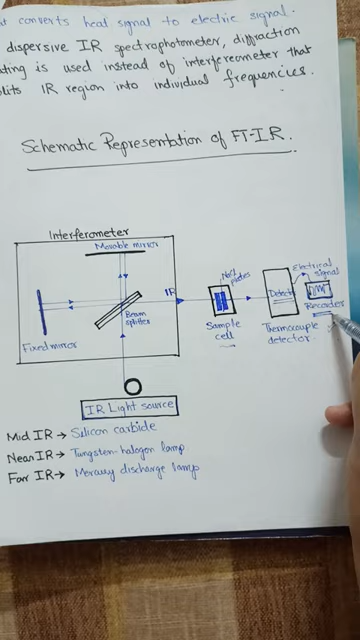 converts heat signal to electric signal.
dispersive IR spectrophotometer, diffraction
is used instead of interferometer that
IR region into individual frequencies.
Schematic Representation of FT-IR.
Interferometer
Movable mirror
Fixed mirror
Beam
splitter
IR
NaCl
plates
Sample
cell
Detector
Thermocouple
detector.
Electrical
signal
Recorder
IR Light source
Mid IR → Silicon carbide
Near IR → Tungsten-halogen lamp
Far IR → Mercury discharge lamp